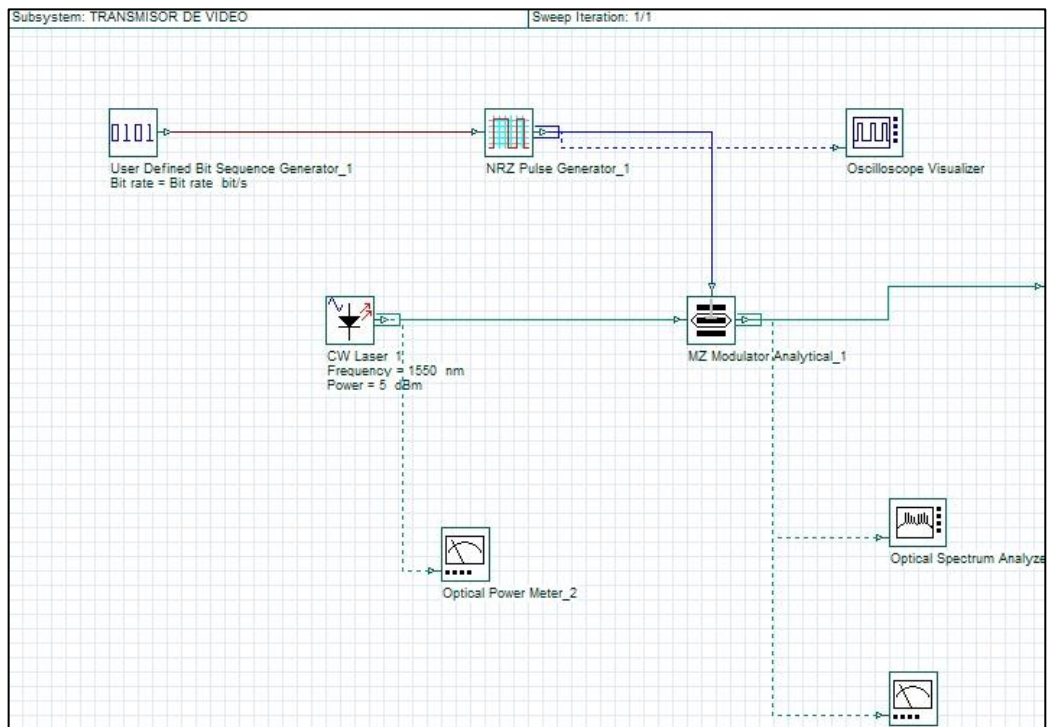 Subsystem: TRANSMISOR DE VIDEO
Sweep Iteration: 1/1
0101
User Defined Bit Sequence Generator_1
Bit rate = Bit rate bit/s
NRZ Pulse Generator_1
Oscilloscope Visualizer
CW Laser_1
Frequency = 1550 nm
Power = 5 dBm
MZ Modulator Analytical_1
Optical Spectrum Analyze
Optical Power Meter_2